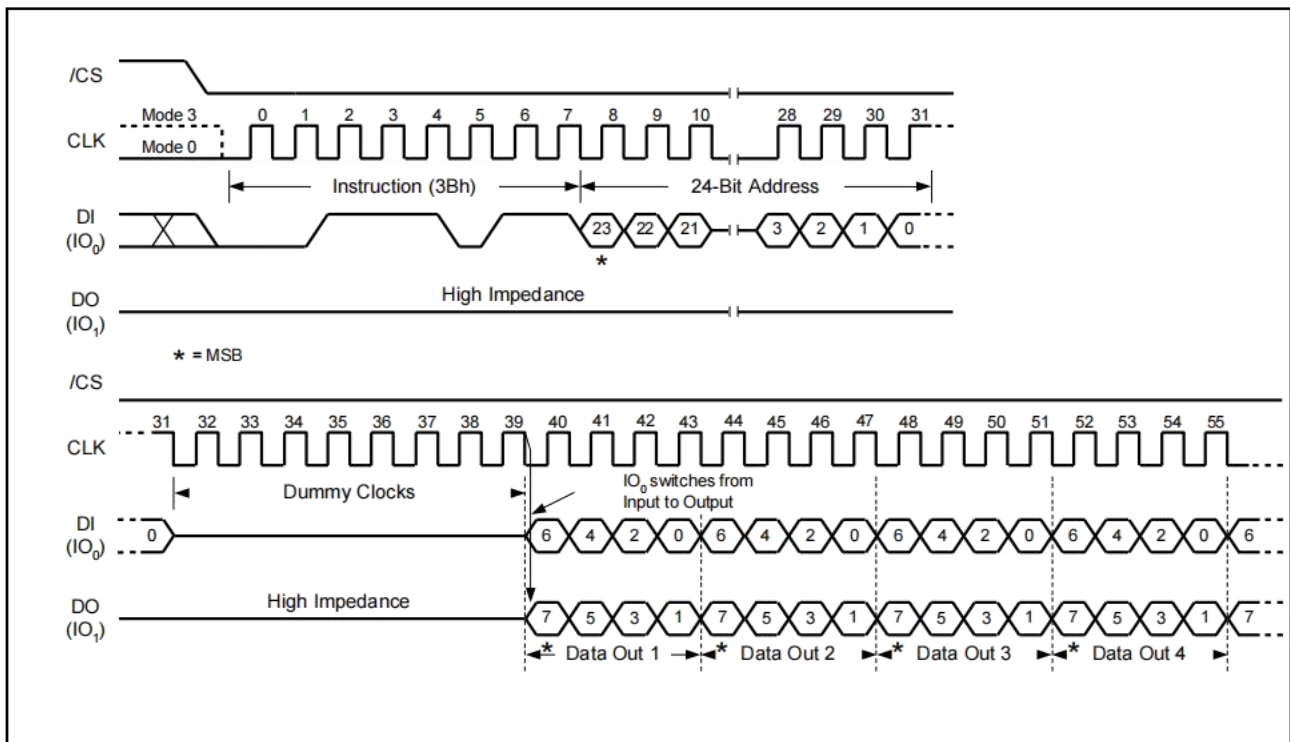 /CS
Mode 3 0 1 2 3 4 5 6 7 8 9 10 28 29 30 31
CLK
Mode 0
Instruction (3Bh) 24-Bit Address
DI
(IO0) 23 22 21 3 2 1 0
*
DO High Impedance
(IO1)
* = MSB
/CS
31 32 33 34 35 36 37 38 39 40 41 42 43 44 45 46 47 48 49 50 51 52 53 54 55
CLK
Dummy Clocks IO0 switches from
Input to Output
DI
(IO0) 0 6 4 2 0 6 4 2 0 6 4 2 0 6 4 2 0 6
DO High Impedance
(IO1) 7 5 3 1 7 5 3 1 7 5 3 1 7 5 3 1 7
* Data Out 1 * Data Out 2 * Data Out 3 * Data Out 4